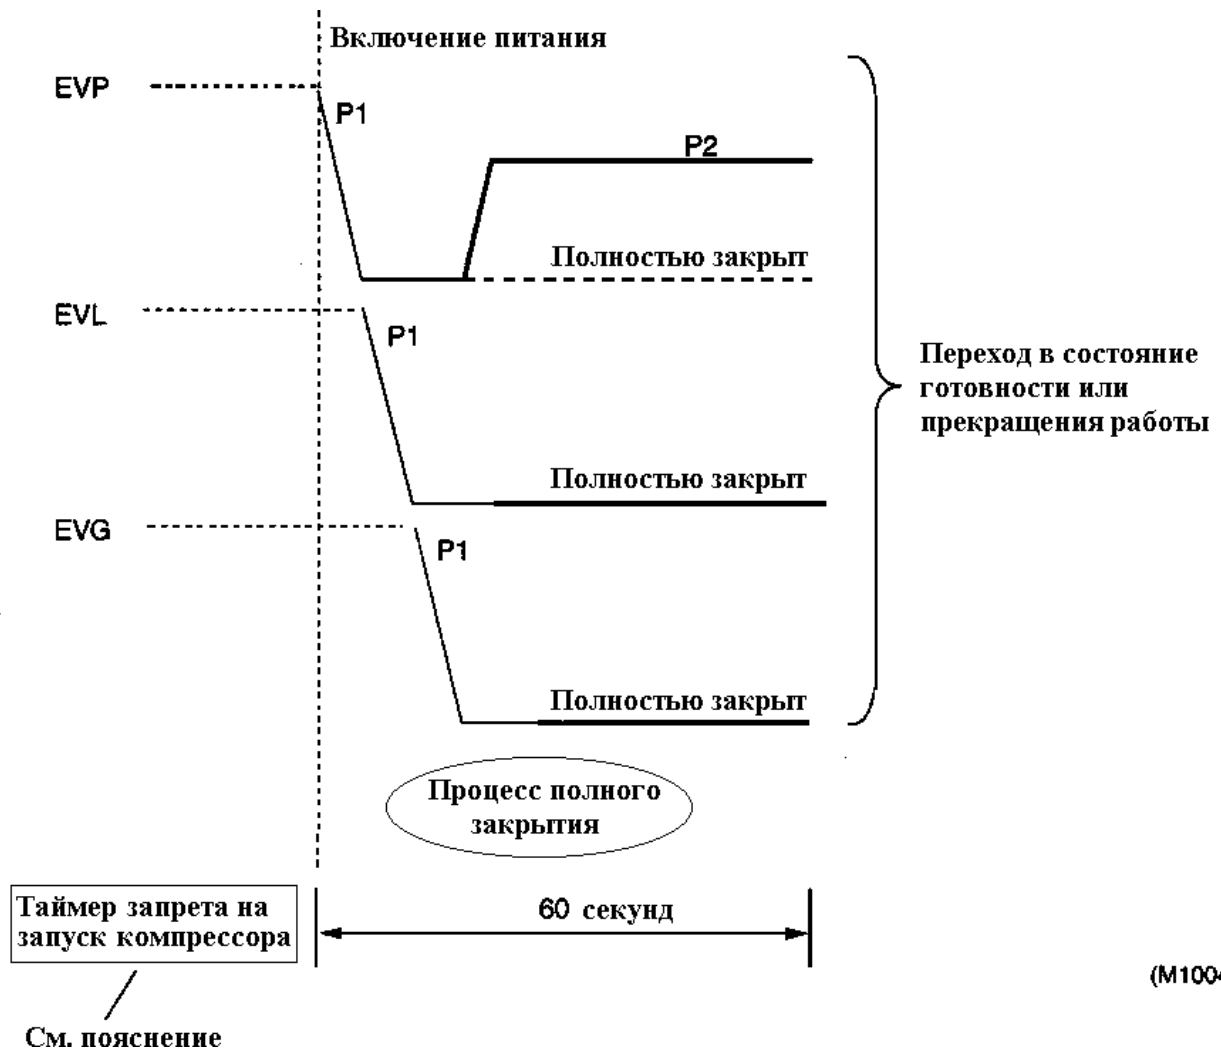 Включение питания
EVP
P1
P2
Полностью закрыт
EVL
P1
Переход в состояние
готовности или
прекращения работы
Полностью закрыт
EVG
P1
Полностью закрыт
Процесс полного
закрытия
Таймер запрета на
запуск компрессора
60 секунд
(M1004
См. пояснение